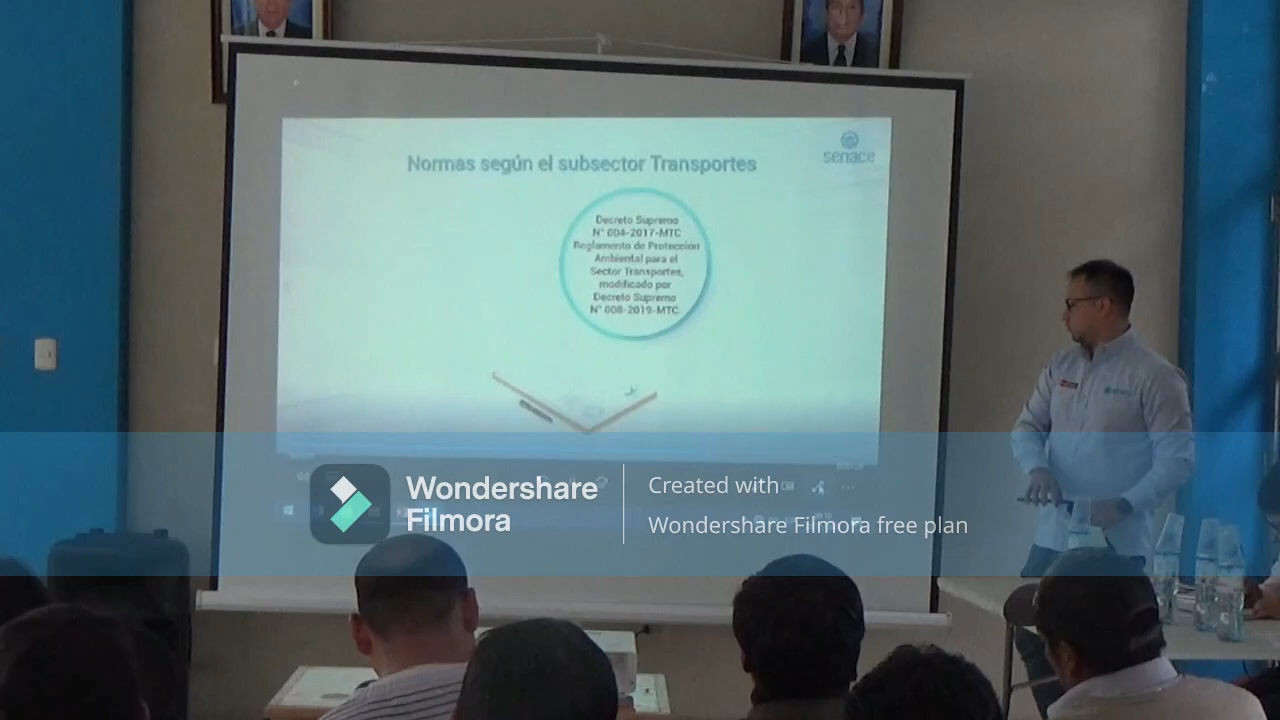 senace
Normas según el subsector Transportes
Decreto Supremo
N° 004-2017-MTC
Reglamento de Protección
Ambiental para el
Sector Transportes,
modificado por
Decreto Supremo
N° 008-2019-MTC.
Wondershare
Filmora
Created with
Wondershare Filmora free plan